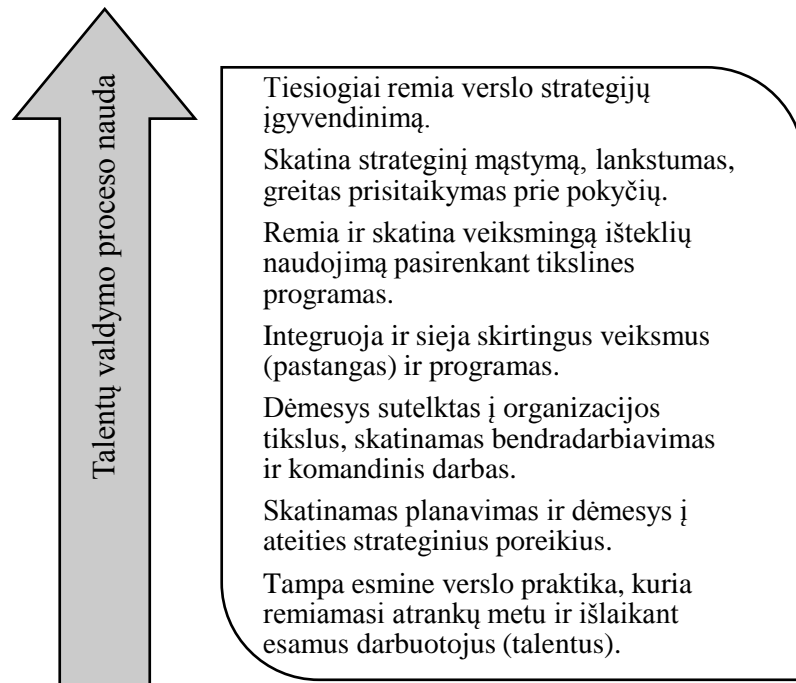 Talentų valdymo proceso nauda
Tiesiogiai remia verslo strategijų
įgyvendinimą.
Skatina strateginį mąstymą, lankstumas,
greitas prisitaikymas prie pokyčių.
Remia ir skatina veiksmingą išteklių
naudojimą pasirenkant tikslines
programas.
Integruoja ir sieja skirtingus veiksmus
(pastangas) ir programas.
Dėmesys sutelktas į organizacijos
tikslus, skatinamas bendradarbiavimas
ir komandinis darbas.
Skatinamas planavimas ir dėmesys į
ateities strateginius poreikius.
Tampa esmine verslo praktika, kuria
remiamasi atrankų metu ir išlaikant
esamus darbuotojus (talentus).